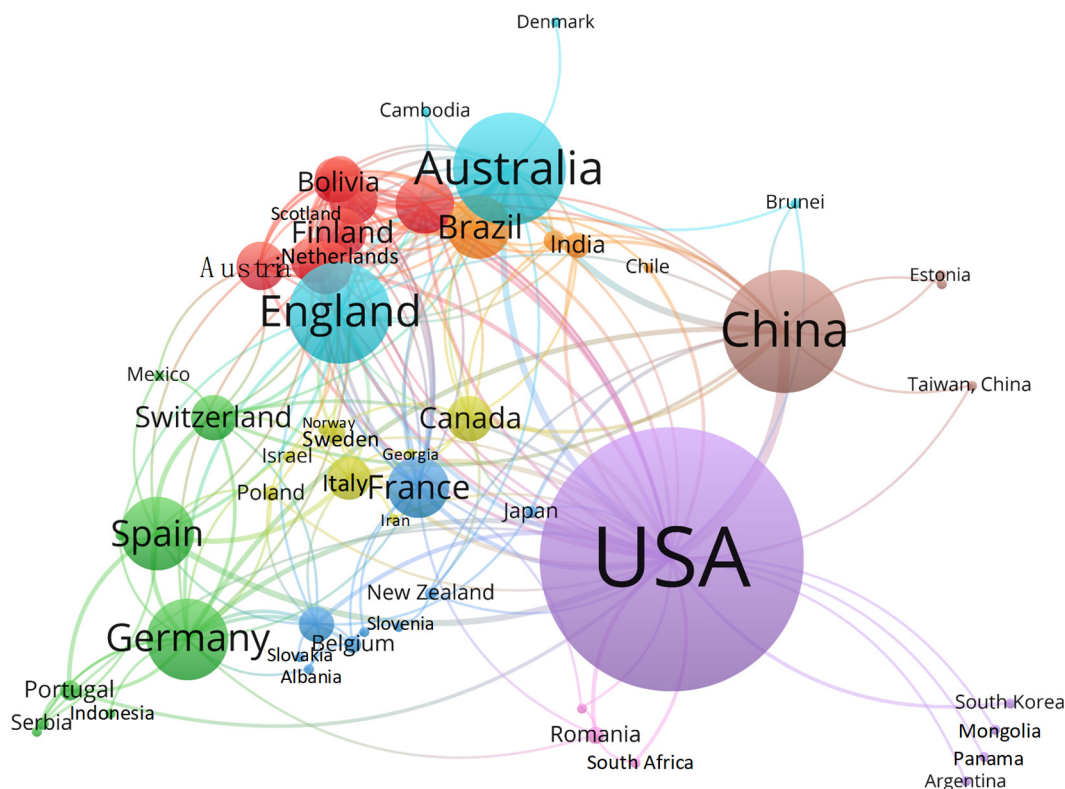 Denmark
Cambodia
Australia
Bolivia
Brunei
Scotland
Brazil
Finland
India
Netherlands
Austria
Chile
Estonia
England
China
Mexico
Taiwan, China
Switzerland
Canada
Norway
Sweden
Israel
Georgia
Italy
France
Poland
Japan
Iran
Spain
USA
New Zealand
Slovenia
Germany
Belgium
Slovakia
Albania
Portugal
Indonesia
Serbia
South Korea
Romania
Mongolia
South Africa
Panama
Argentina